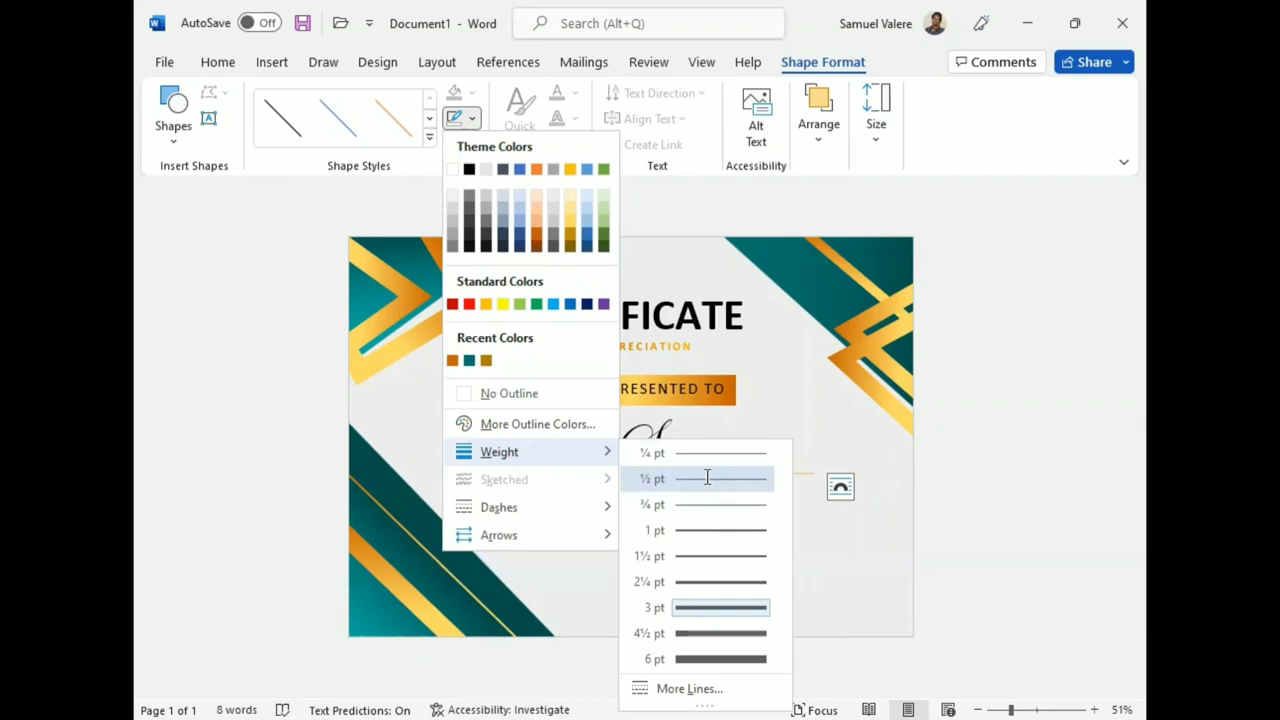 AutoSave Off Document1 - Word Search (Alt+Q) Samuel Valere
File Home Insert Draw Design Layout References Mailings Review View Help Shape Format Comments Share
Shapes
Insert Shapes
Shape Styles
Quick
Text Direction
Align Text
Create Link
Text
Alt
Text
Accessibility
Arrange
Size
Theme Colors
Standard Colors
Recent Colors
No Outline
More Outline Colors...
Weight
Sketched
Dashes
Arrows
¼ pt
½ pt
¾ pt
1 pt
1½ pt
2¼ pt
3 pt
4½ pt
6 pt
More Lines...
FICATE
RECIATION
RESENTED TO
S
Page 1 of 1 8 words Text Predictions: On Accessibility: Investigate Focus 51%